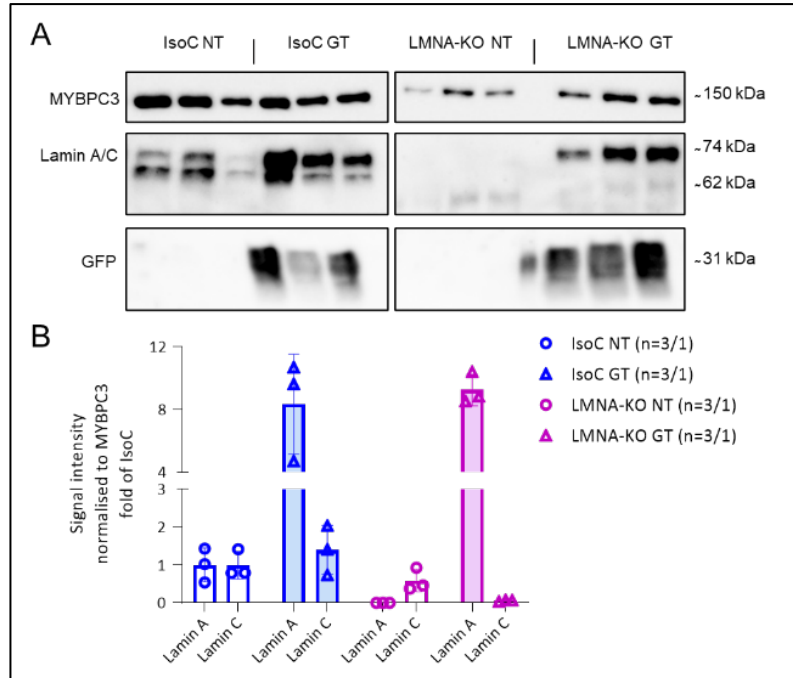 A
IsoC NT | IsoC GT LMNA-KO NT | LMNA-KO GT
MYBPC3
~150 kDa
Lamin A/C
~74 kDa
~62 kDa
GFP
~31 kDa
B
Signal intensity
normalised to MYBPC3
fold of IsoC
12
8
4
3
2
1
0
Lamin A
Lamin C
Lamin A
Lamin C
Lamin A
Lamin C
Lamin A
Lamin C
IsoC NT (n=3/1)
IsoC GT (n=3/1)
LMNA-KO NT (n=3/1)
LMNA-KO GT (n=3/1)